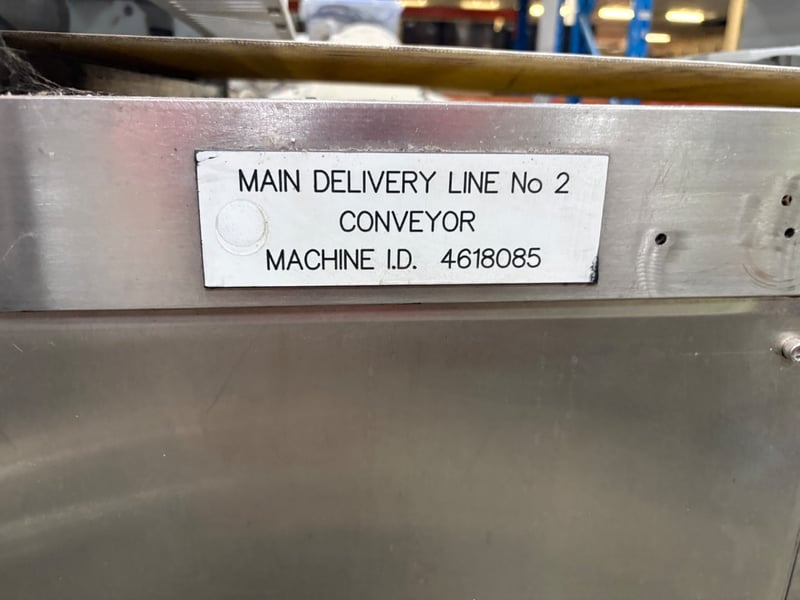 MAIN DELIVERY LINE No 2
CONVEYOR
MACHINE I.D. 4618085